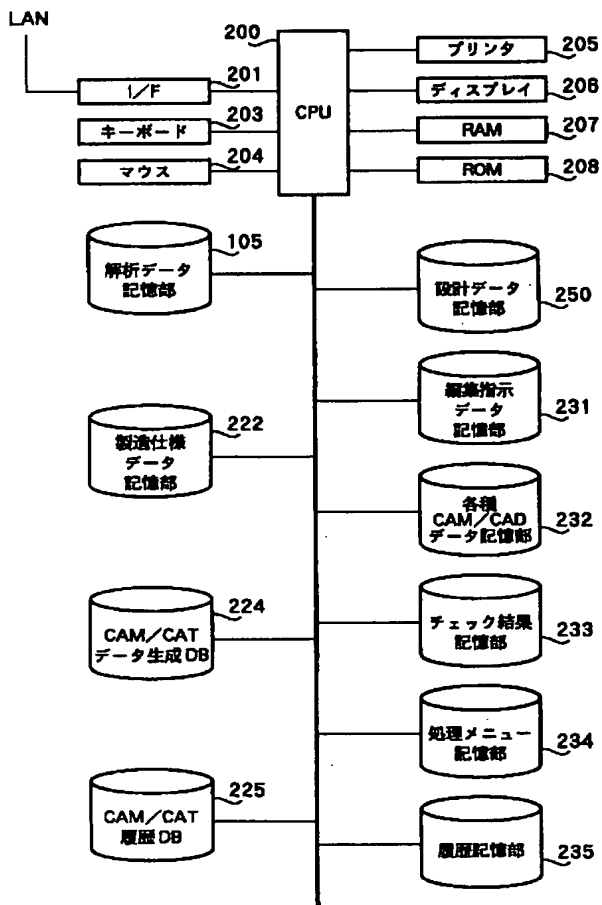 LAN
200
CPU
I/F
201
キーボード
203
マウス
204
プリンタ
205
ディスプレイ
206
RAM
207
ROM
208
解析データ
記憶部
105
製造仕様
データ
記憶部
222
CAM/CAT
データ生成DB
224
CAM/CAT
履歴DB
225
設計データ
記憶部
250
編集指示
データ
記憶部
231
各種
CAM/CAD
データ記憶部
232
チェック結果
記憶部
233
処理メニュー
記憶部
234
履歴記憶部
235